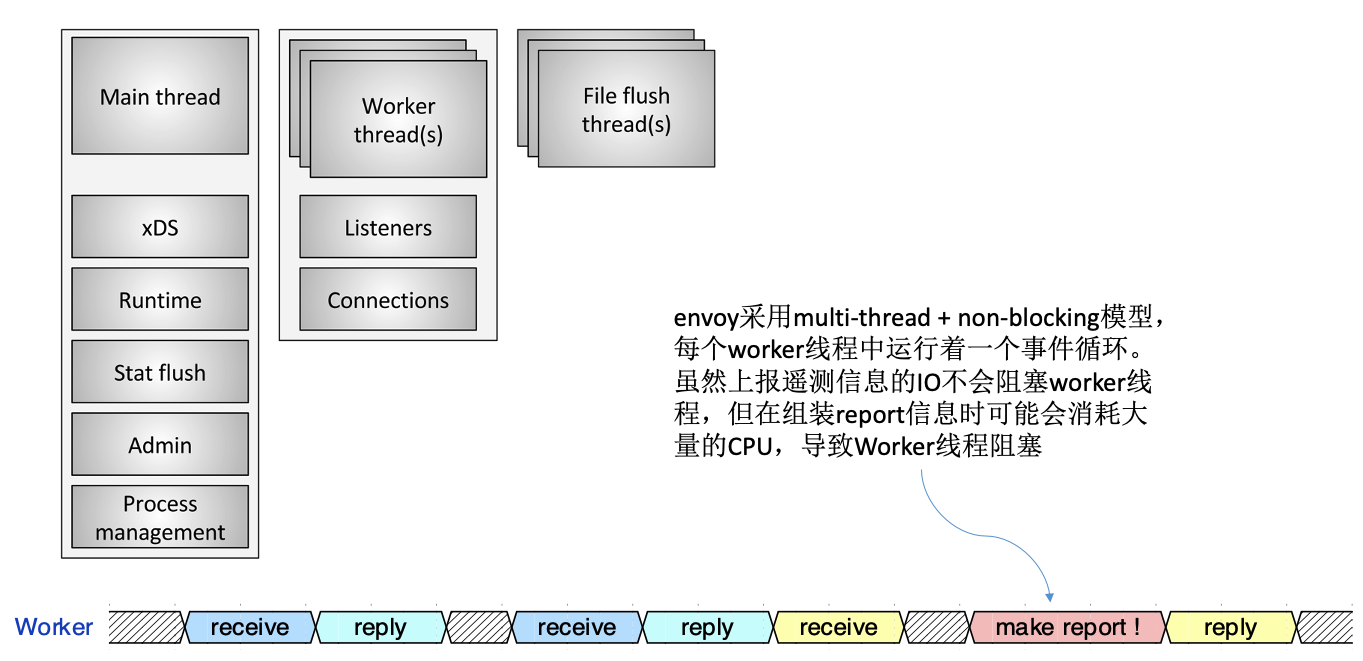 Main thread
xDS
Runtime
Stat flush
Admin
Process
management
Worker
thread(s)
Listeners
Connections
File flush
thread(s)
envoy采用multi-thread + non-blocking模型，
每个worker线程中运行着一个事件循环。
虽然上报遥测信息的IO不会阻塞worker线
程，但在组装report信息时可能会消耗大
量的CPU，导致Worker线程阻塞
Worker
receive
reply
receive
reply
receive
make report !
reply